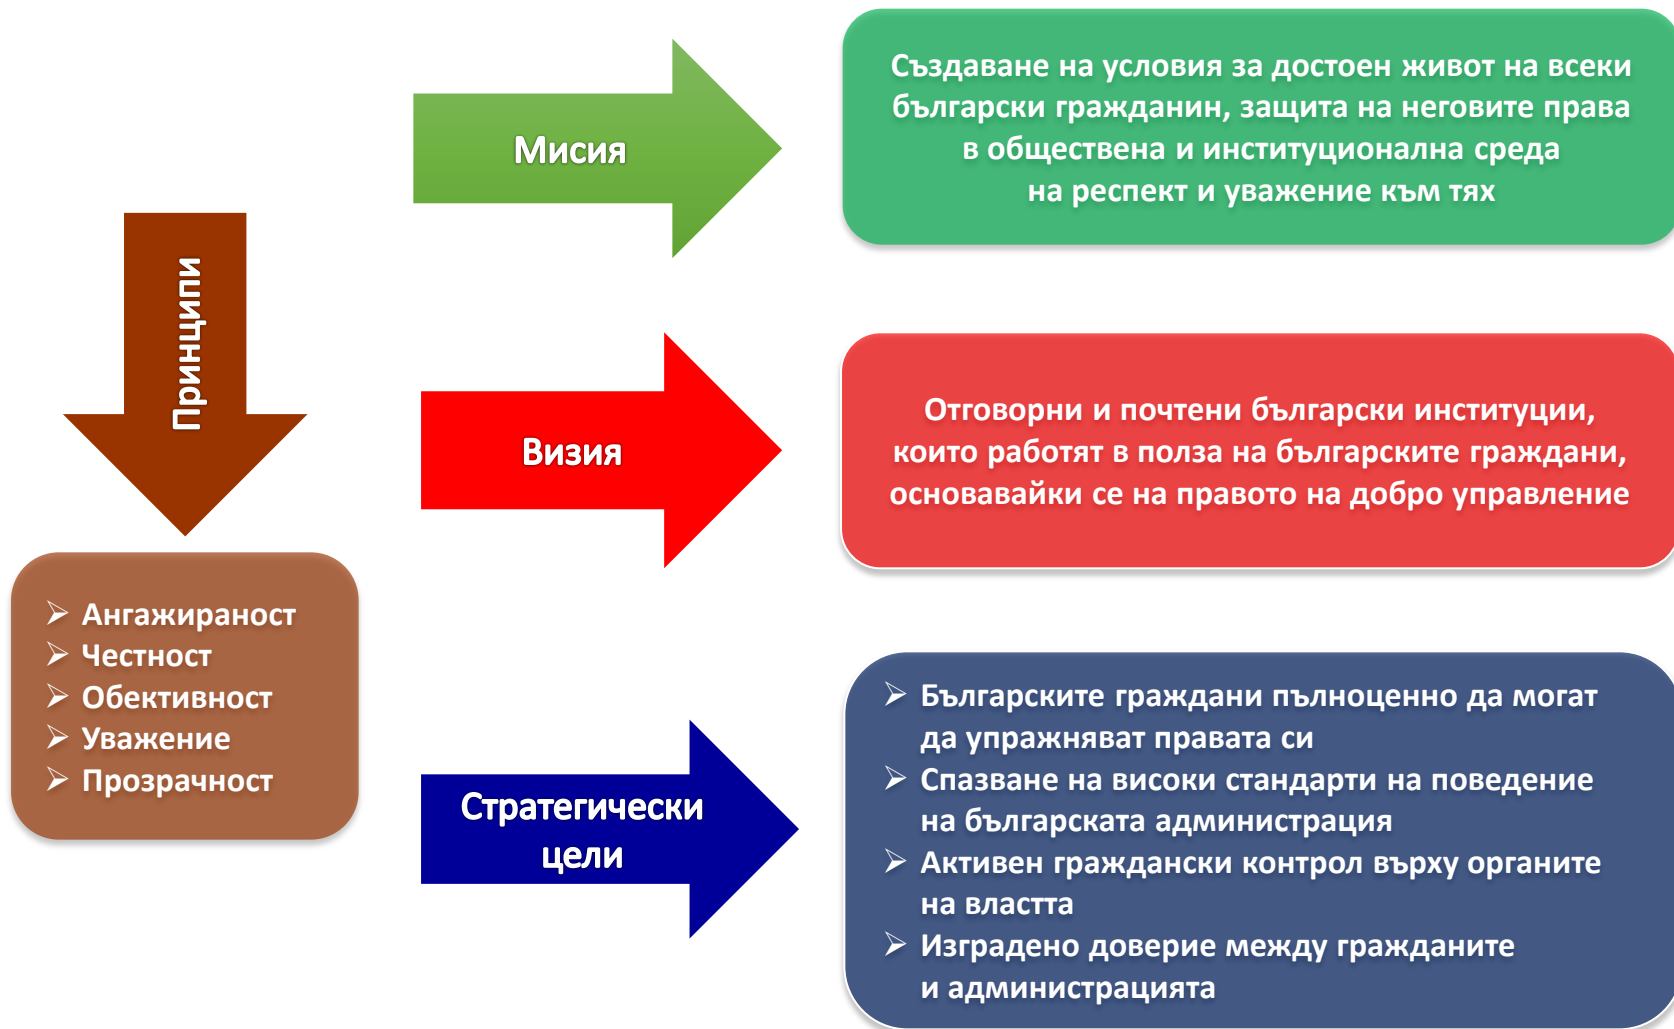 Мисия
Създаване на условия за достоен живот на всеки
български гражданин, защита на неговите права
в обществена и институционална среда
на респект и уважение към тях
Принципи
Визия
Отговорни и почтени български институции,
които работят в полза на българските граждани,
основавайки се на правото на добро управление
➢ Ангажираност
➢ Честност
➢ Обективност
➢ Уважение
➢ Прозрачност
Стратегически
цели
➢ Българските граждани пълноценно да могат
да упражняват правата си
➢ Спазване на високи стандарти на поведение
на българската администрация
➢ Активен граждански контрол върху органите
на властта
➢ Изградено доверие между гражданите
и администрацията